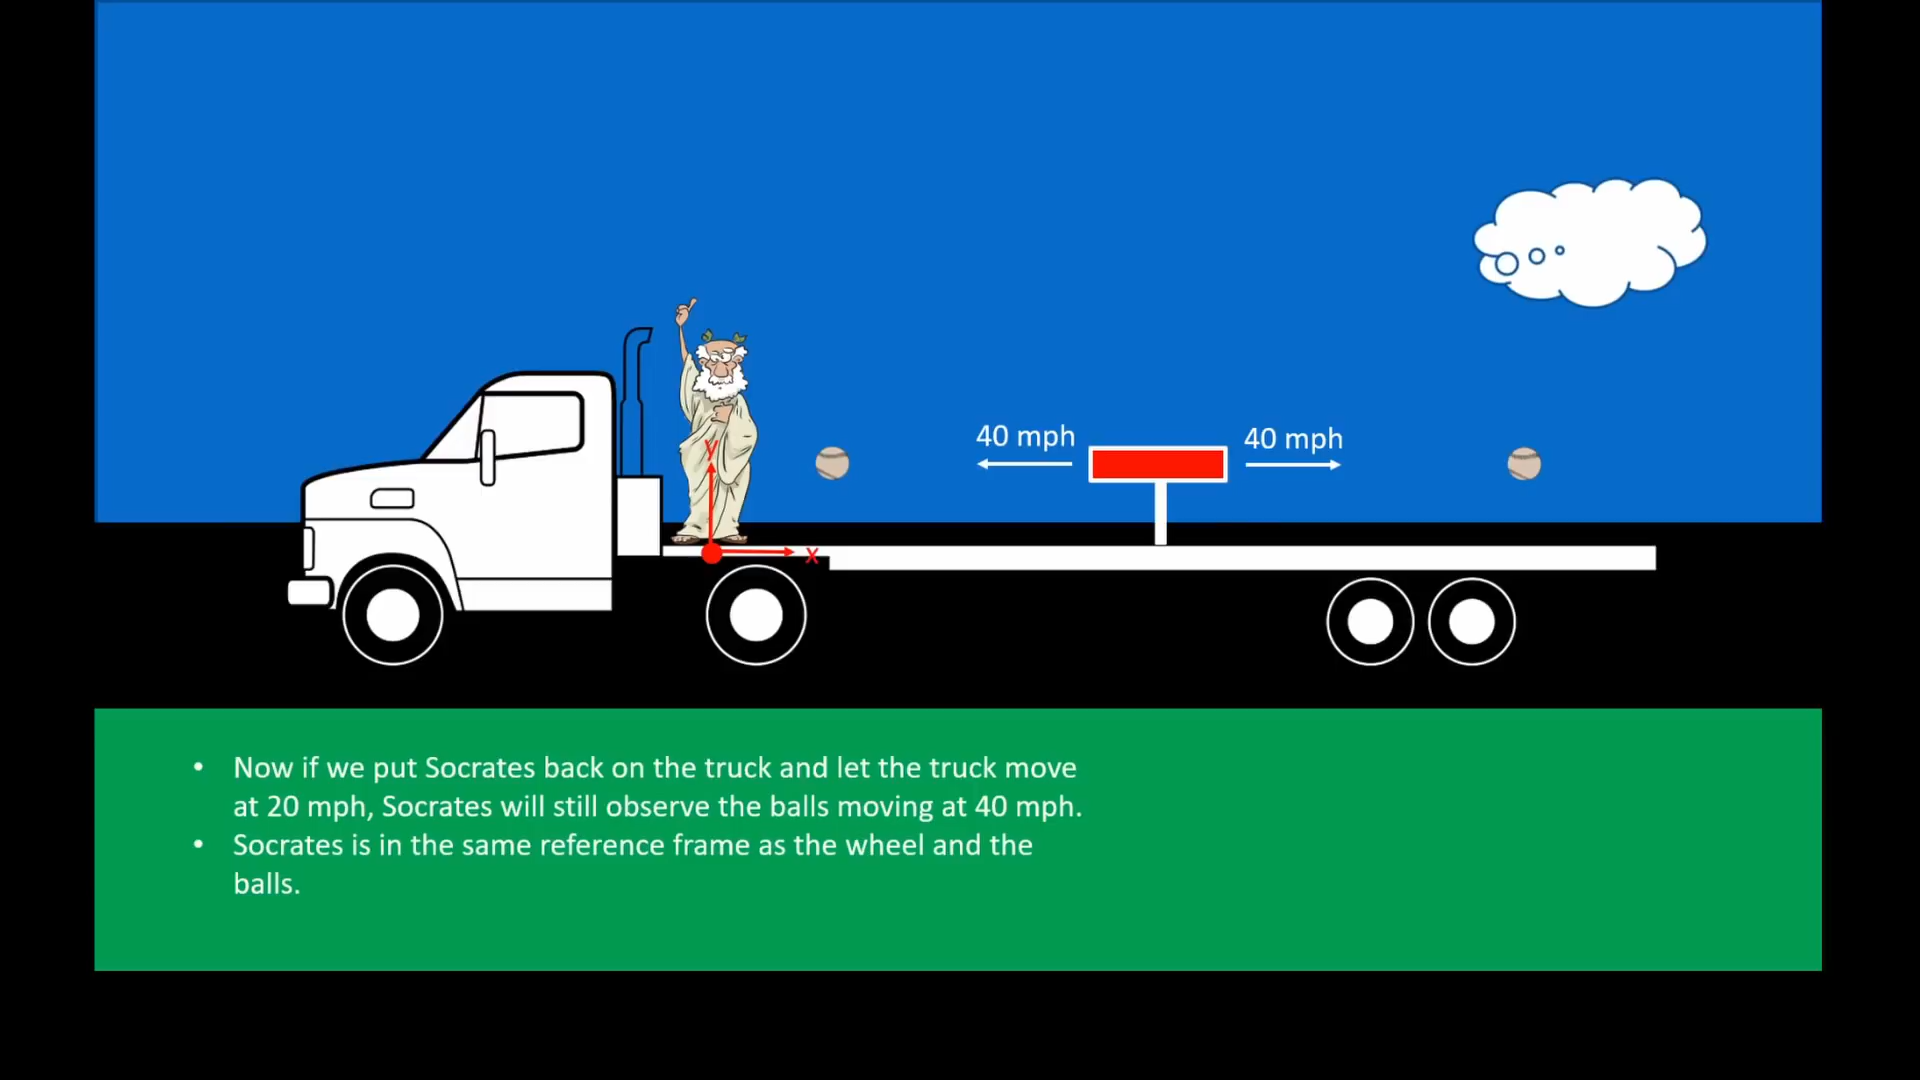 40 mph
40 mph
y
x
• Now if we put Socrates back on the truck and let the truck move
at 20 mph, Socrates will still observe the balls moving at 40 mph.
• Socrates is in the same reference frame as the wheel and the
balls.